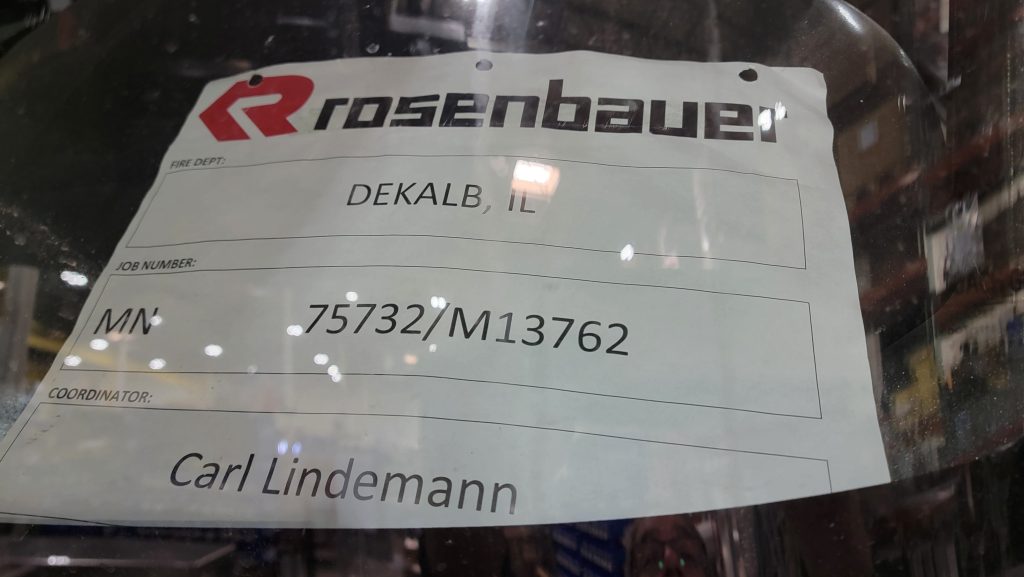 rosenbauer
FIRE DEPT:
DEKALB, IL
JOB NUMBER:
MN 75732/M13762
COORDINATOR:
Carl Lindemann